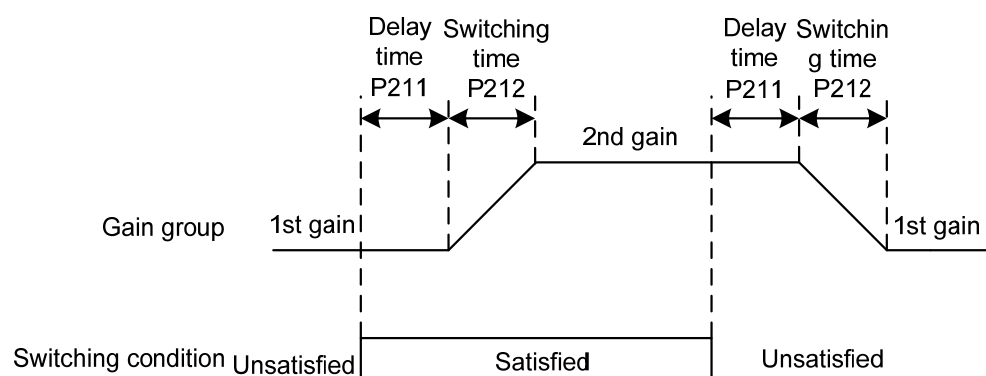 Delay
time
P211
Switching
time
P212
Delay
time
P211
Switchin
g time
P212
2nd gain
Gain group
1st gain
1st gain
Switching condition
Unsatisfied
Satisfied
Unsatisfied